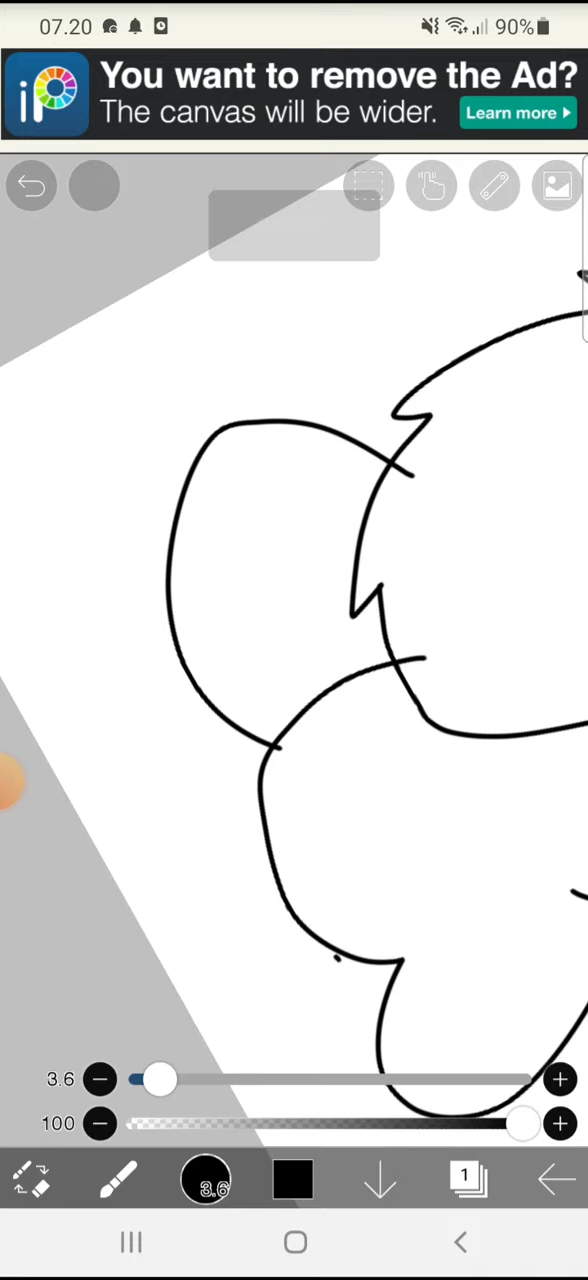 07.20
90%
iP
You want to remove the Ad?
The canvas will be wider.
Learn more
3.6
100
3.6
1